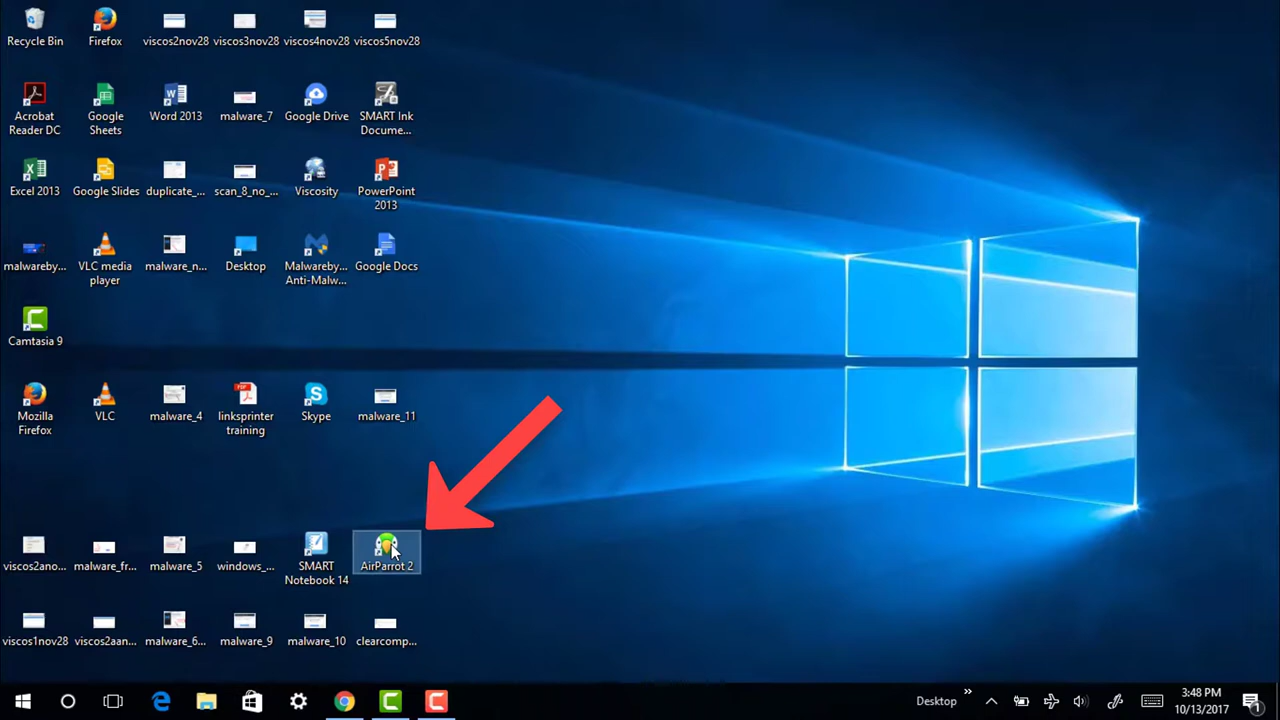 Recycle Bin
Firefox
viscos2nov28
viscos3nov28
viscos4nov28
viscos5nov28
Acrobat
Reader DC
Google
Sheets
Word 2013
malware_7
Google Drive
SMART Ink
Docume...
Excel 2013
Google Slides
duplicate_...
scan_8_no_...
Viscosity
PowerPoint
2013
malwareby...
VLC media
player
malware_n...
Desktop
Malwareby...
Anti-Malw...
Google Docs
Camtasia 9
Mozilla
Firefox
VLC
malware_4
PDF
linksprinter
training
Skype
malware_11
viscos2ano...
malware_fr...
malware_5
windows_...
SMART
Notebook 14
AirParrot 2
viscos1nov28
viscos2aan...
malware_6...
malware_9
malware_10
clearcomp...
Desktop
3:48 PM
10/13/2017
1